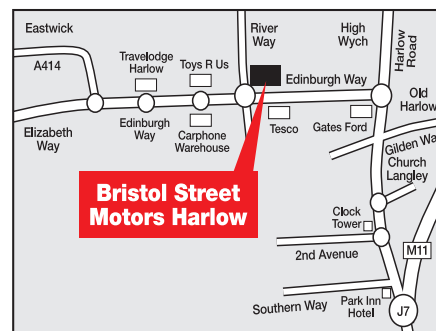 Eastwick
River
Way
High
Wych
Harlow
Road
Travelodge
Harlow
Toys R Us
A414
Edinburgh Way
Old
Harlow
Elizabeth
Way
Edinburgh
Way
Carphone
Warehouse
Tesco
Gates Ford
Gilden Way
Church
Langley
Bristol Street
Motors Harlow
Clock
Tower
M11
2nd Avenue
Southern Way
Park Inn
Hotel
J7